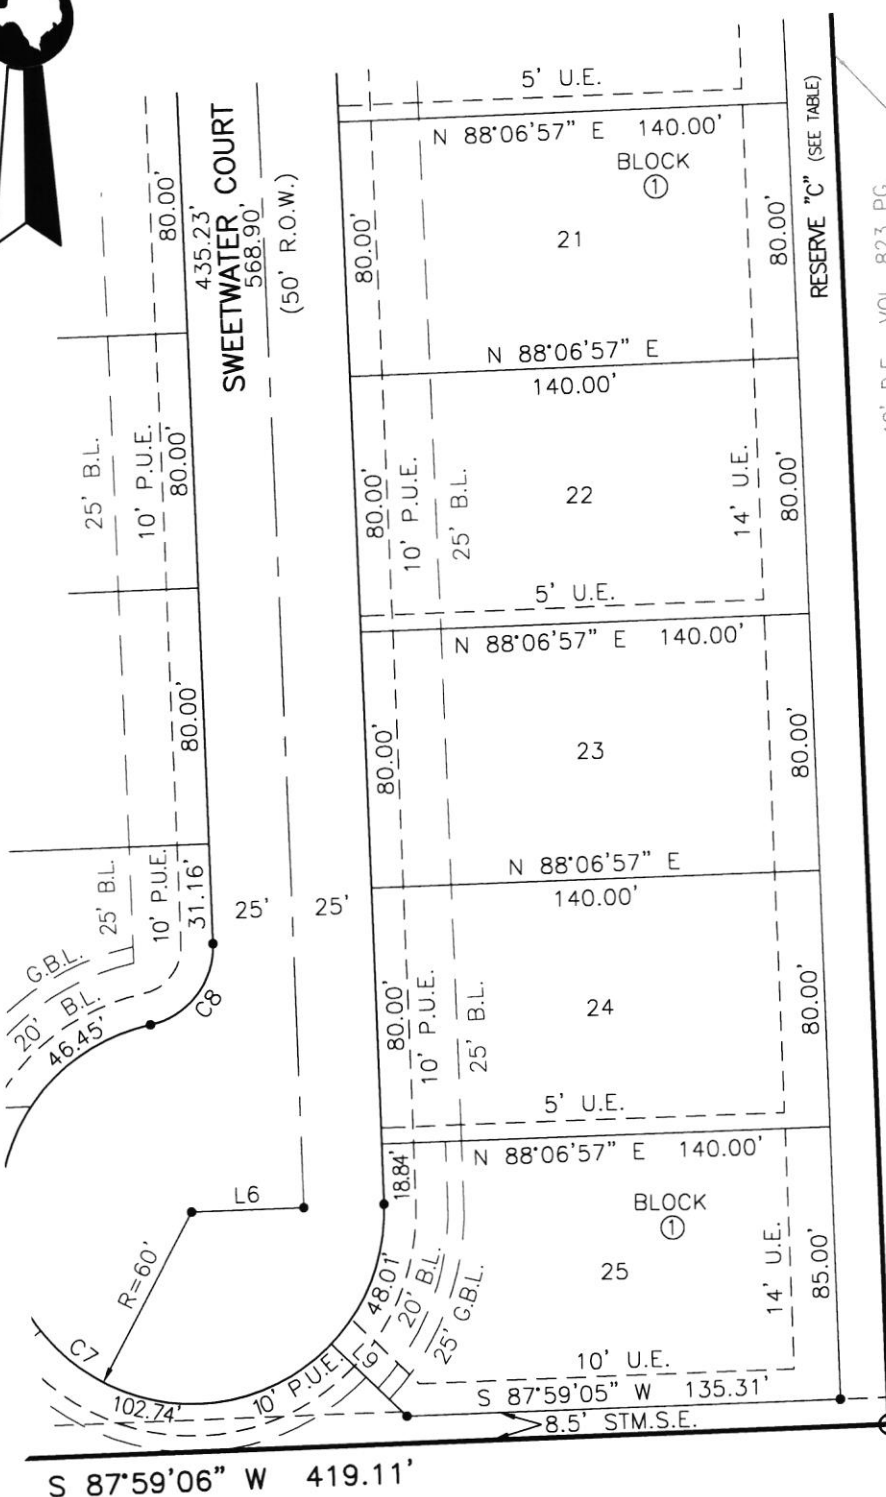 5' U.E.
N 88°06'57" E 140.00'
BLOCK
1
21
80.00'
80.00'
80.00'
435.23'
SWEETWATER COURT
568.90'
(50' R.O.W.)
RESERVE "C" (SEE TABLE)
VOL. 823 PG.
N 88°06'57" E
140.00'
25' B.L.
10' P.U.E.
80.00'
80.00'
10' P.U.E.
25' B.L.
22
14' U.E.
80.00'
5' U.E.
N 88°06'57" E 140.00'
80.00'
80.00'
23
80.00'
N 88°06'57" E
140.00'
25' B.L.
10' P.U.E.
31.16'
25'
25'
G.B.L.
20' B.L.
46.45'
C8
80.00'
10' P.U.E.
25' B.L.
24
80.00'
5' U.E.
N 88°06'57" E 140.00'
18.84'
L6
BLOCK
1
R=60'
48.01'
20' B.L.
25' G.B.L.
25
14' U.E.
85.00'
C7
102.74'
10' P.U.E.
L9
10' U.E.
S 87°59'05" W 135.31'
8.5' STM.S.E.
S 87°59'06" W 419.11'